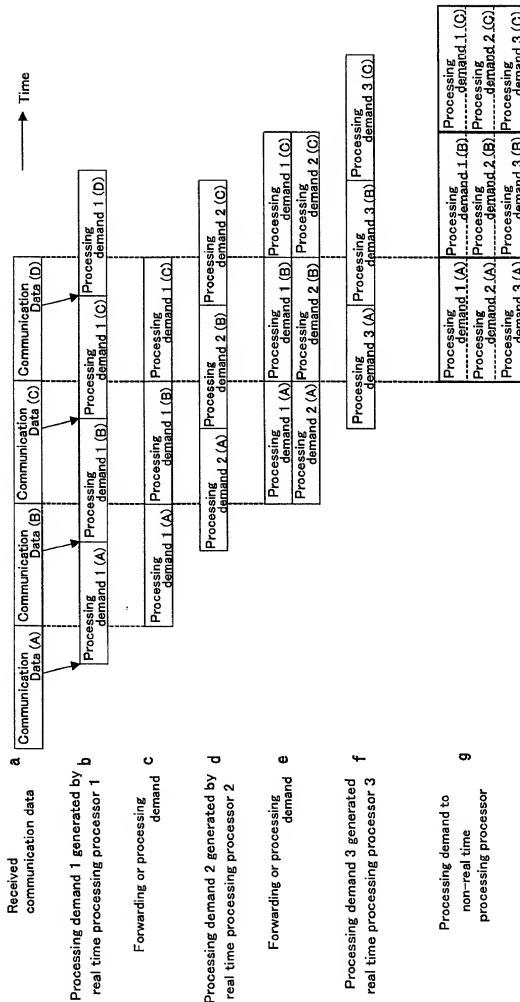 Time
Received
communication data
a
Communication
Data (A)
Communication
Data (B)
Communication
Data (C)
Communication
Data (D)
Processing demand 1 generated by
real time processing processor 1
b
Processing
demand 1 (A)
Processing
demand 1 (B)
Processing
demand 1 (C)
Processing
demand 1 (D)
Forwarding or processing
demand
c
Processing
demand 1 (A)
Processing
demand 1 (B)
Processing
demand 1 (C)
Processing demand 2 generated by
real time processing processor 2
d
Processing
demand 2 (A)
Processing
demand 2 (B)
Processing
demand 2 (C)
Forwarding or processing
demand
e
Processing
demand 1 (A)
Processing
demand 1 (B)
Processing
demand 1 (C)
Processing
demand 2 (A)
Processing
demand 2 (B)
Processing
demand 2 (C)
Processing demand 3 generated
real time processing processor 3
f
Processing
demand 3 (A)
Processing
demand 3 (B)
Processing
demand 3 (C)
Processing demand to
non-real time
processing processor
g
Processing
demand 1 (A)
Processing
demand 1 (B)
Processing
demand 1 (C)
Processing
demand 2 (A)
Processing
demand 2 (B)
Processing
demand 2 (C)
Processing
demand 3 (A)
Processing
demand 3 (B)
Processing
demand 3 (C)